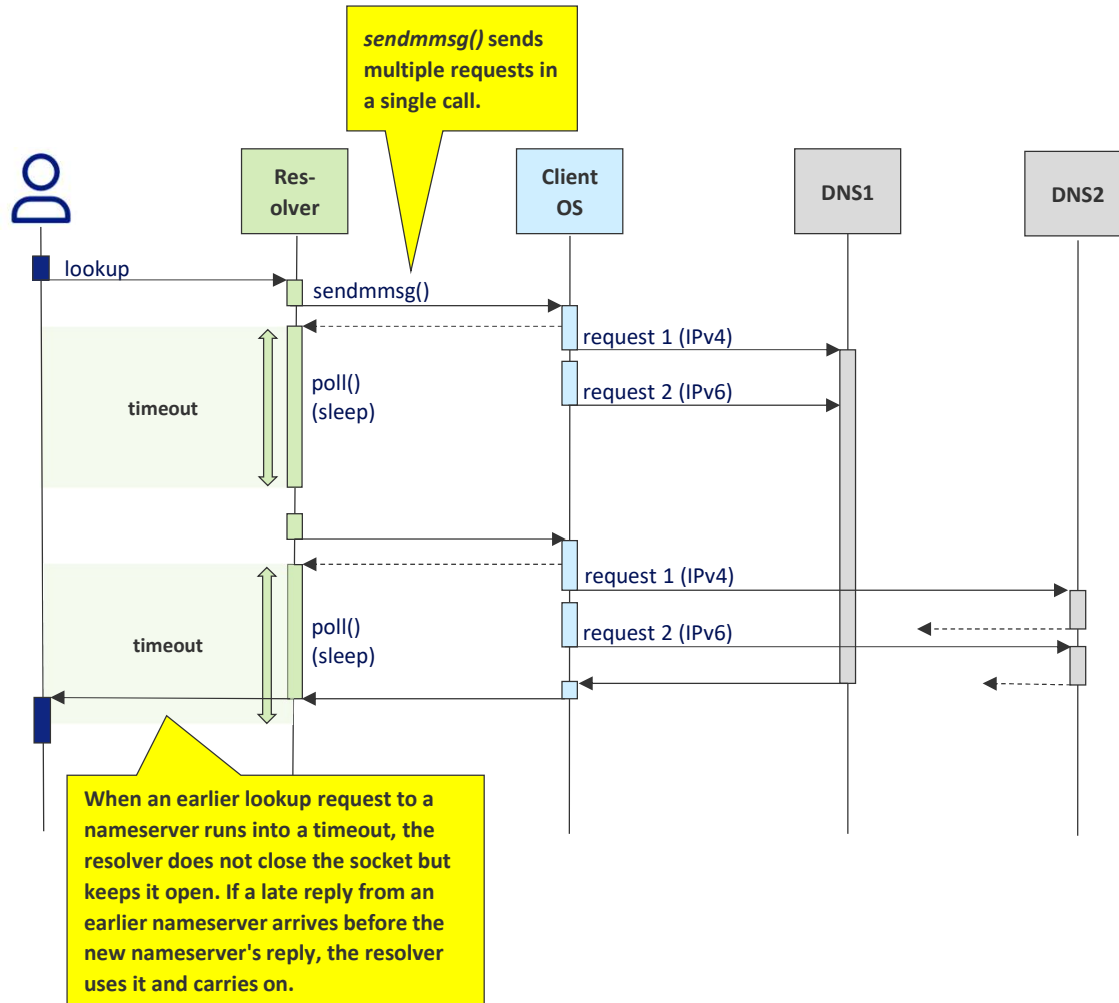 sendmmsg() sends
multiple requests in
a single call.
Res-
olver
Client
OS
DNS1
DNS2
lookup
sendmmsg()
request 1 (IPv4)
timeout
poll()
(sleep)
request 2 (IPv6)
request 1 (IPv4)
timeout
poll()
(sleep)
request 2 (IPv6)
When an earlier lookup request to a
nameserver runs into a timeout, the
resolver does not close the socket but
keeps it open. If a late reply from an
earlier nameserver arrives before the
new nameserver's reply, the resolver
uses it and carries on.